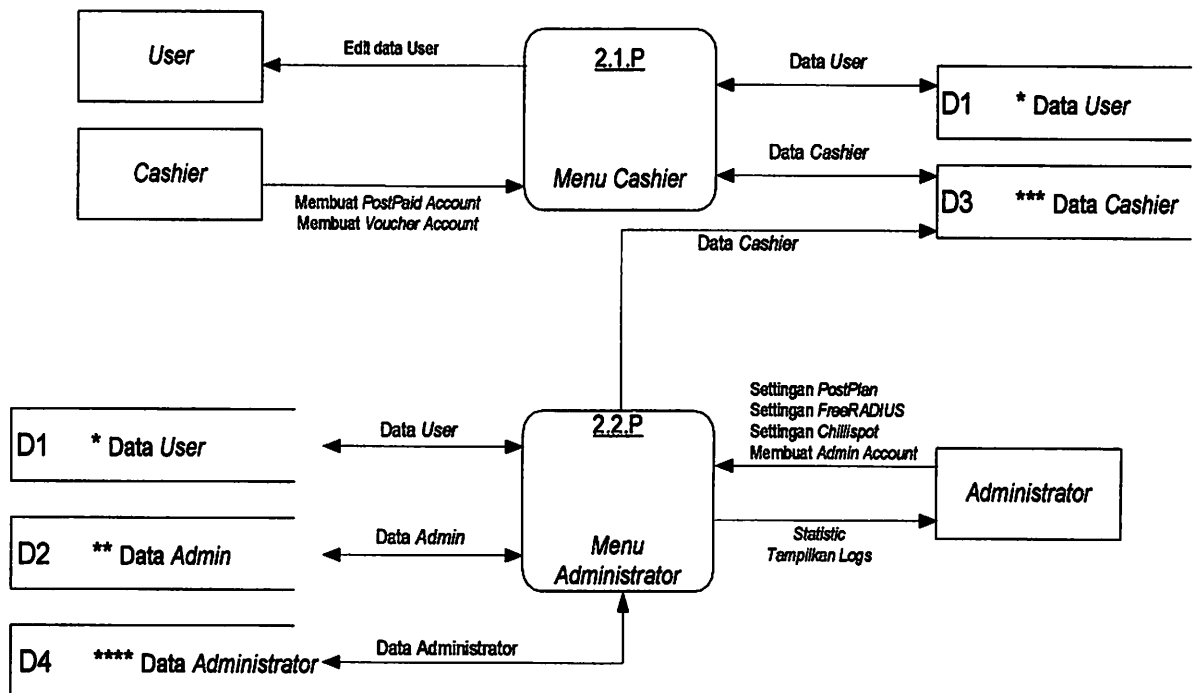 User
Edit data User
2.1.P
Menu Cashier
Data User
D1 * Data User
Cashier
Membuat PostPaid Account
Membuat Voucher Account
Data Cashier
D3 *** Data Cashier
Data Cashier
D1 * Data User
Data User
2.2.P
Menu
Administrator
Settingan PostPlan
Settingan FreeRADIUS
Settingan Chillispot
Membuat Admin Account
Administrator
D2 ** Data Admin
Data Admin
Statistic
Tampilkan Logs
D4 **** Data Administrator
Data Administrator